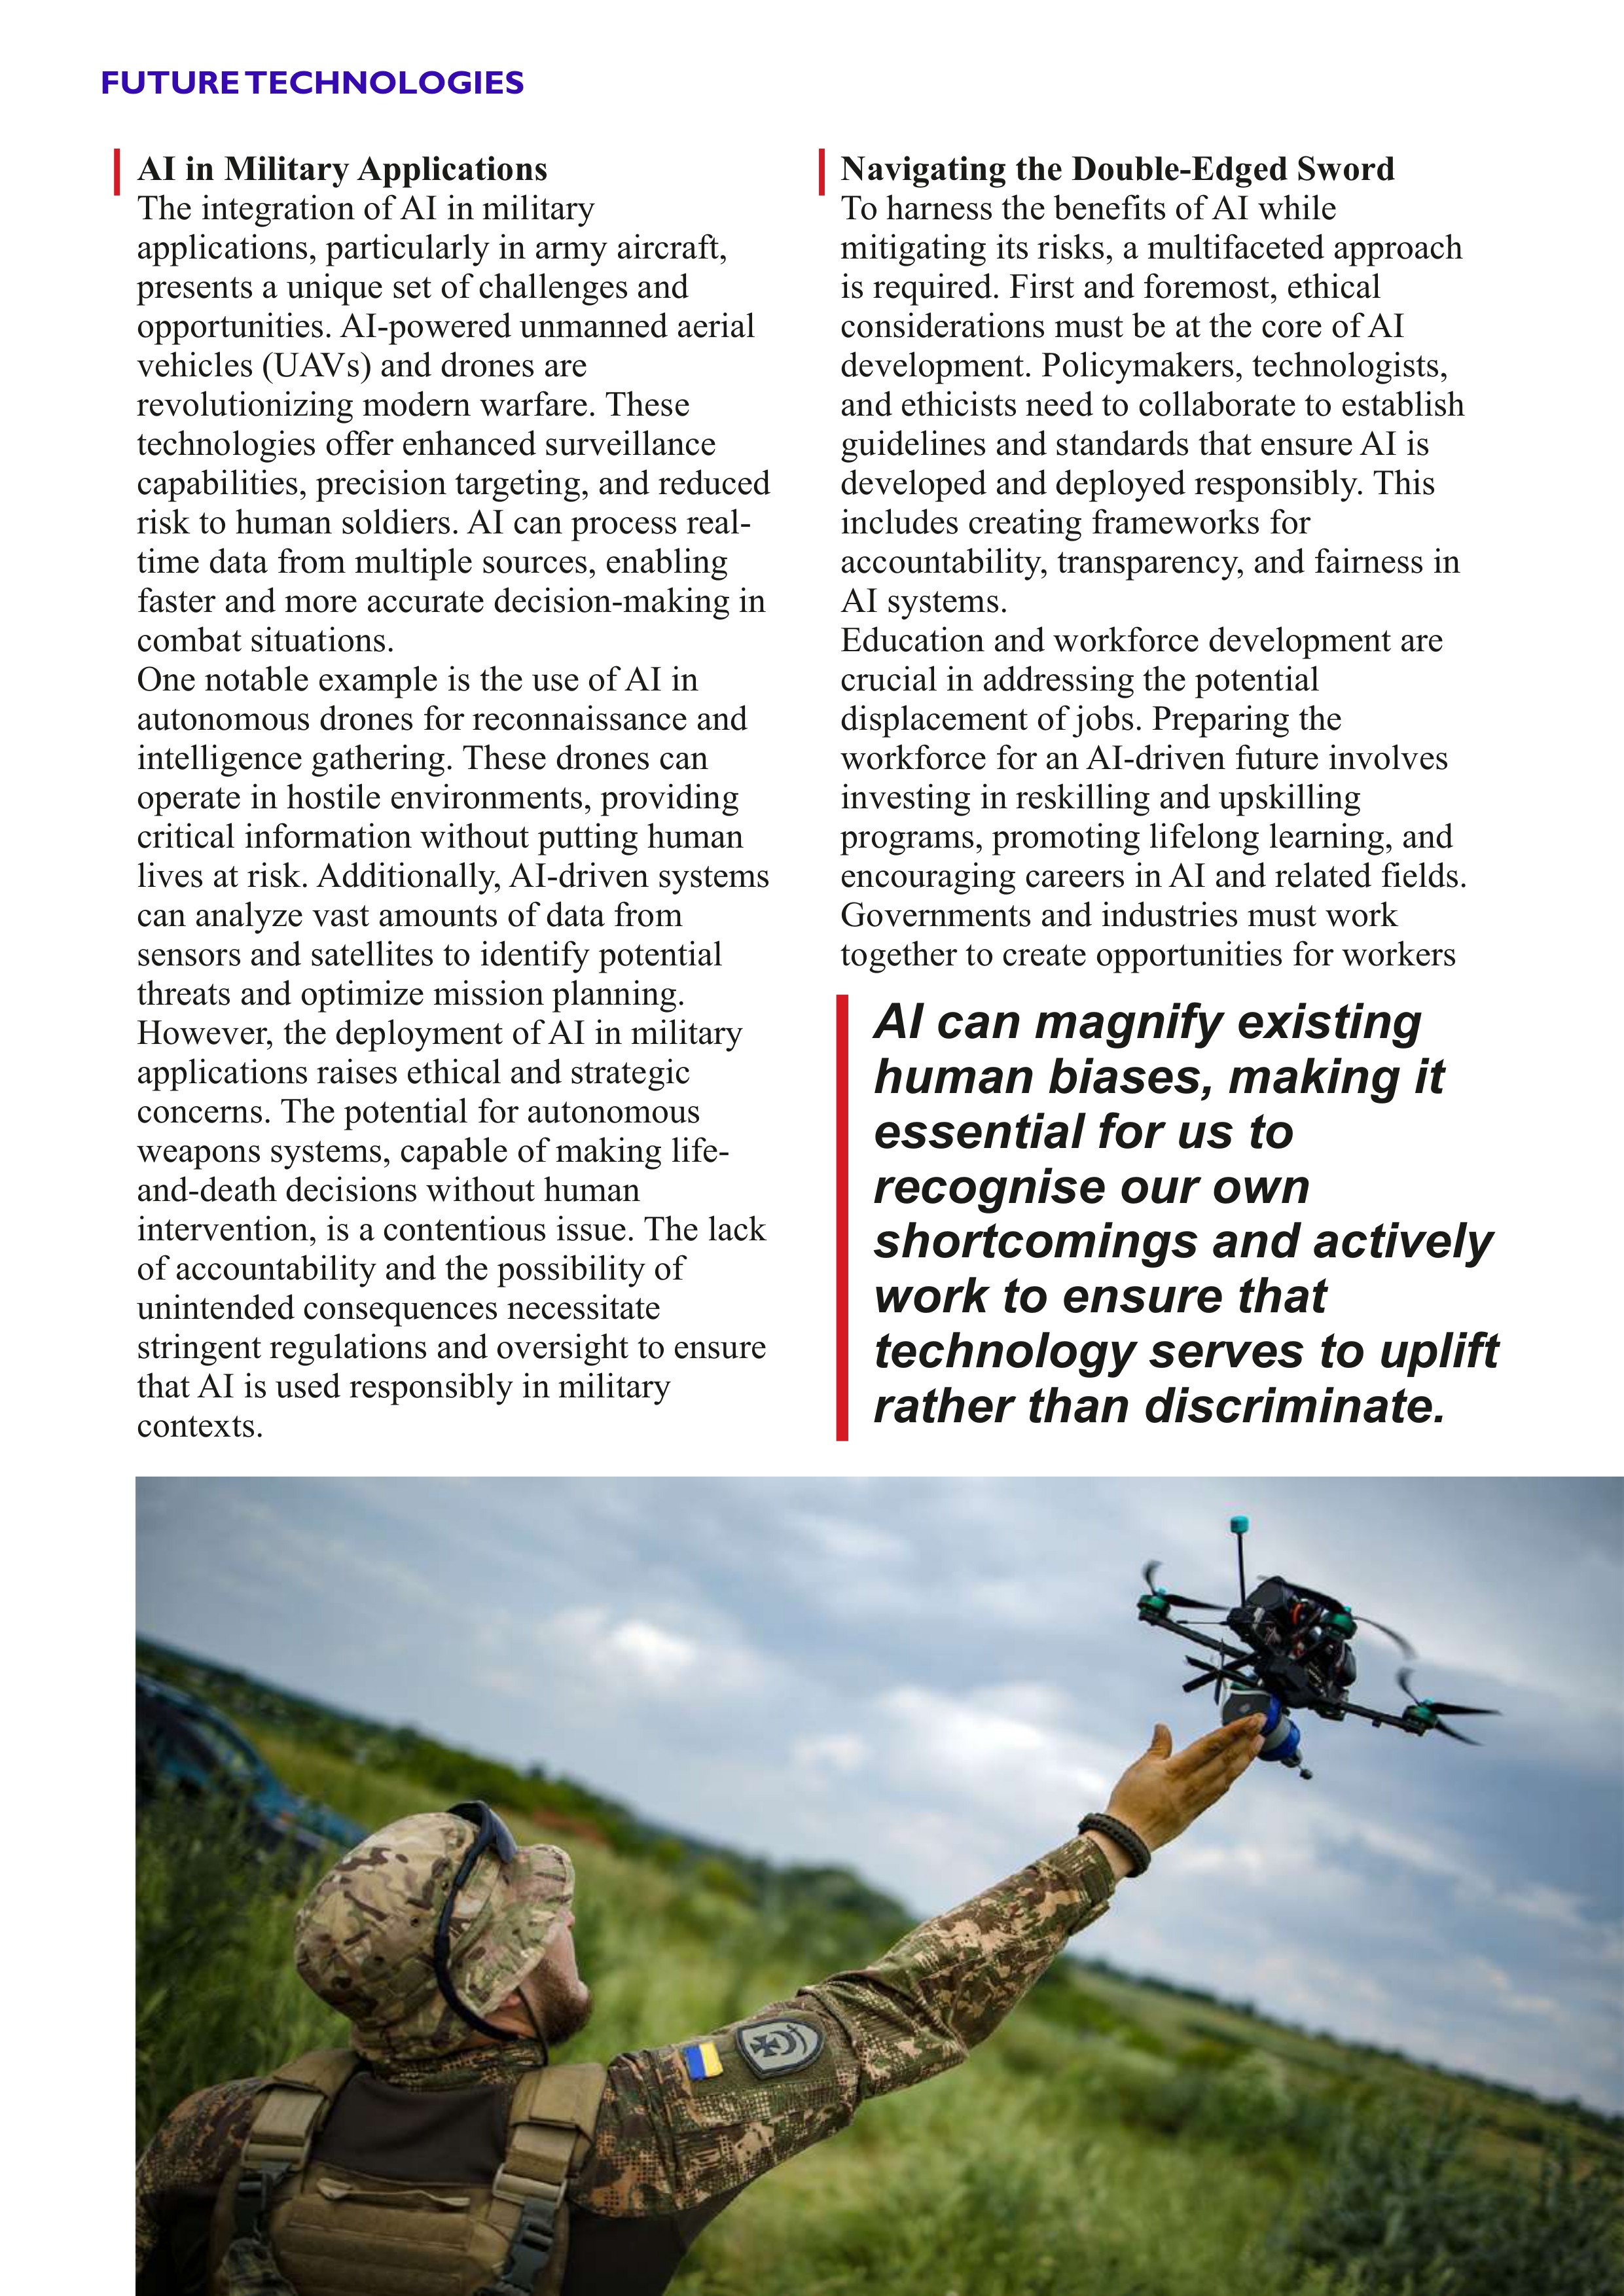 FUTURE TECHNOLOGIES
AI in Military Applications
The integration of AI in military
applications, particularly in army aircraft,
presents a unique set of challenges and
opportunities. AI-powered unmanned aerial
vehicles (UAVs) and drones are
revolutionizing modern warfare. These
technologies offer enhanced surveillance
capabilities, precision targeting, and reduced
risk to human soldiers. AI can process real-
time data from multiple sources, enabling
faster and more accurate decision-making in
combat situations.
One notable example is the use of AI in
autonomous drones for reconnaissance and
intelligence gathering. These drones can
operate in hostile environments, providing
critical information without putting human
lives at risk. Additionally, AI-driven systems
can analyze vast amounts of data from
sensors and satellites to identify potential
threats and optimize mission planning.
However, the deployment of AI in military
applications raises ethical and strategic
concerns. The potential for autonomous
weapons systems, capable of making life-
and-death decisions without human
intervention, is a contentious issue. The lack
of accountability and the possibility of
unintended consequences necessitate
stringent regulations and oversight to ensure
that AI is used responsibly in military
contexts.
Navigating the Double-Edged Sword
To harness the benefits of AI while
mitigating its risks, a multifaceted approach
is required. First and foremost, ethical
considerations must be at the core of AI
development. Policymakers, technologists,
and ethicists need to collaborate to establish
guidelines and standards that ensure AI is
developed and deployed responsibly. This
includes creating frameworks for
accountability, transparency, and fairness in
AI systems.
Education and workforce development are
crucial in addressing the potential
displacement of jobs. Preparing the
workforce for an AI-driven future involves
investing in reskilling and upskilling
programs, promoting lifelong learning, and
encouraging careers in AI and related fields.
Governments and industries must work
together to create opportunities for workers
AI can magnify existing
human biases, making it
essential for us to
recognise our own
shortcomings and actively
work to ensure that
technology serves to uplift
rather than discriminate.